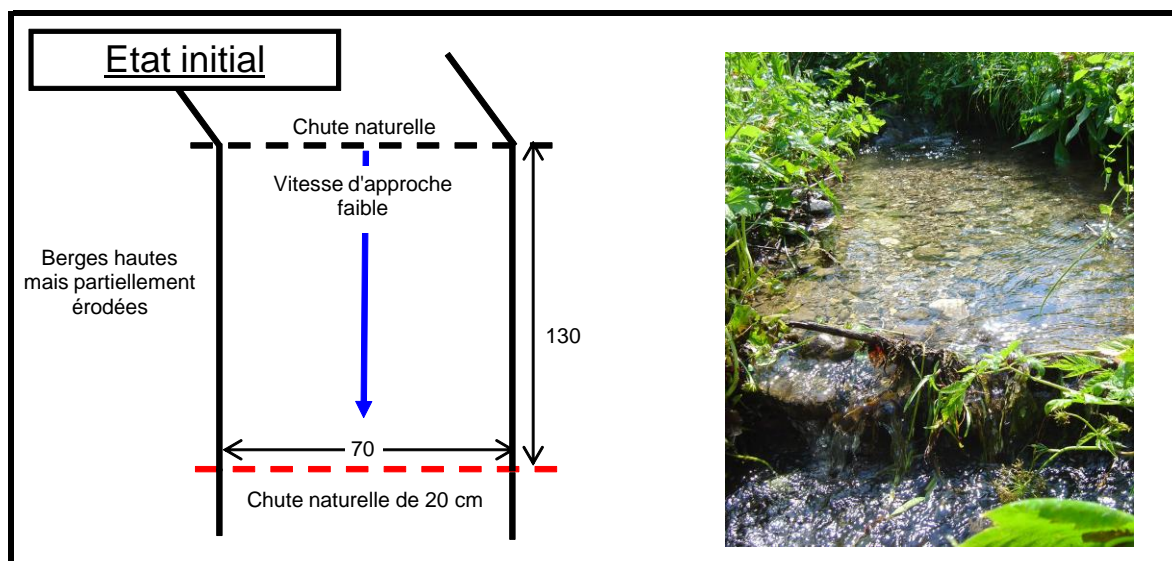 Etat initial
Chute naturelle
Vitesse d'approche
faible
Berges hautes
mais partiellement
érodées
130
70
Chute naturelle de 20 cm